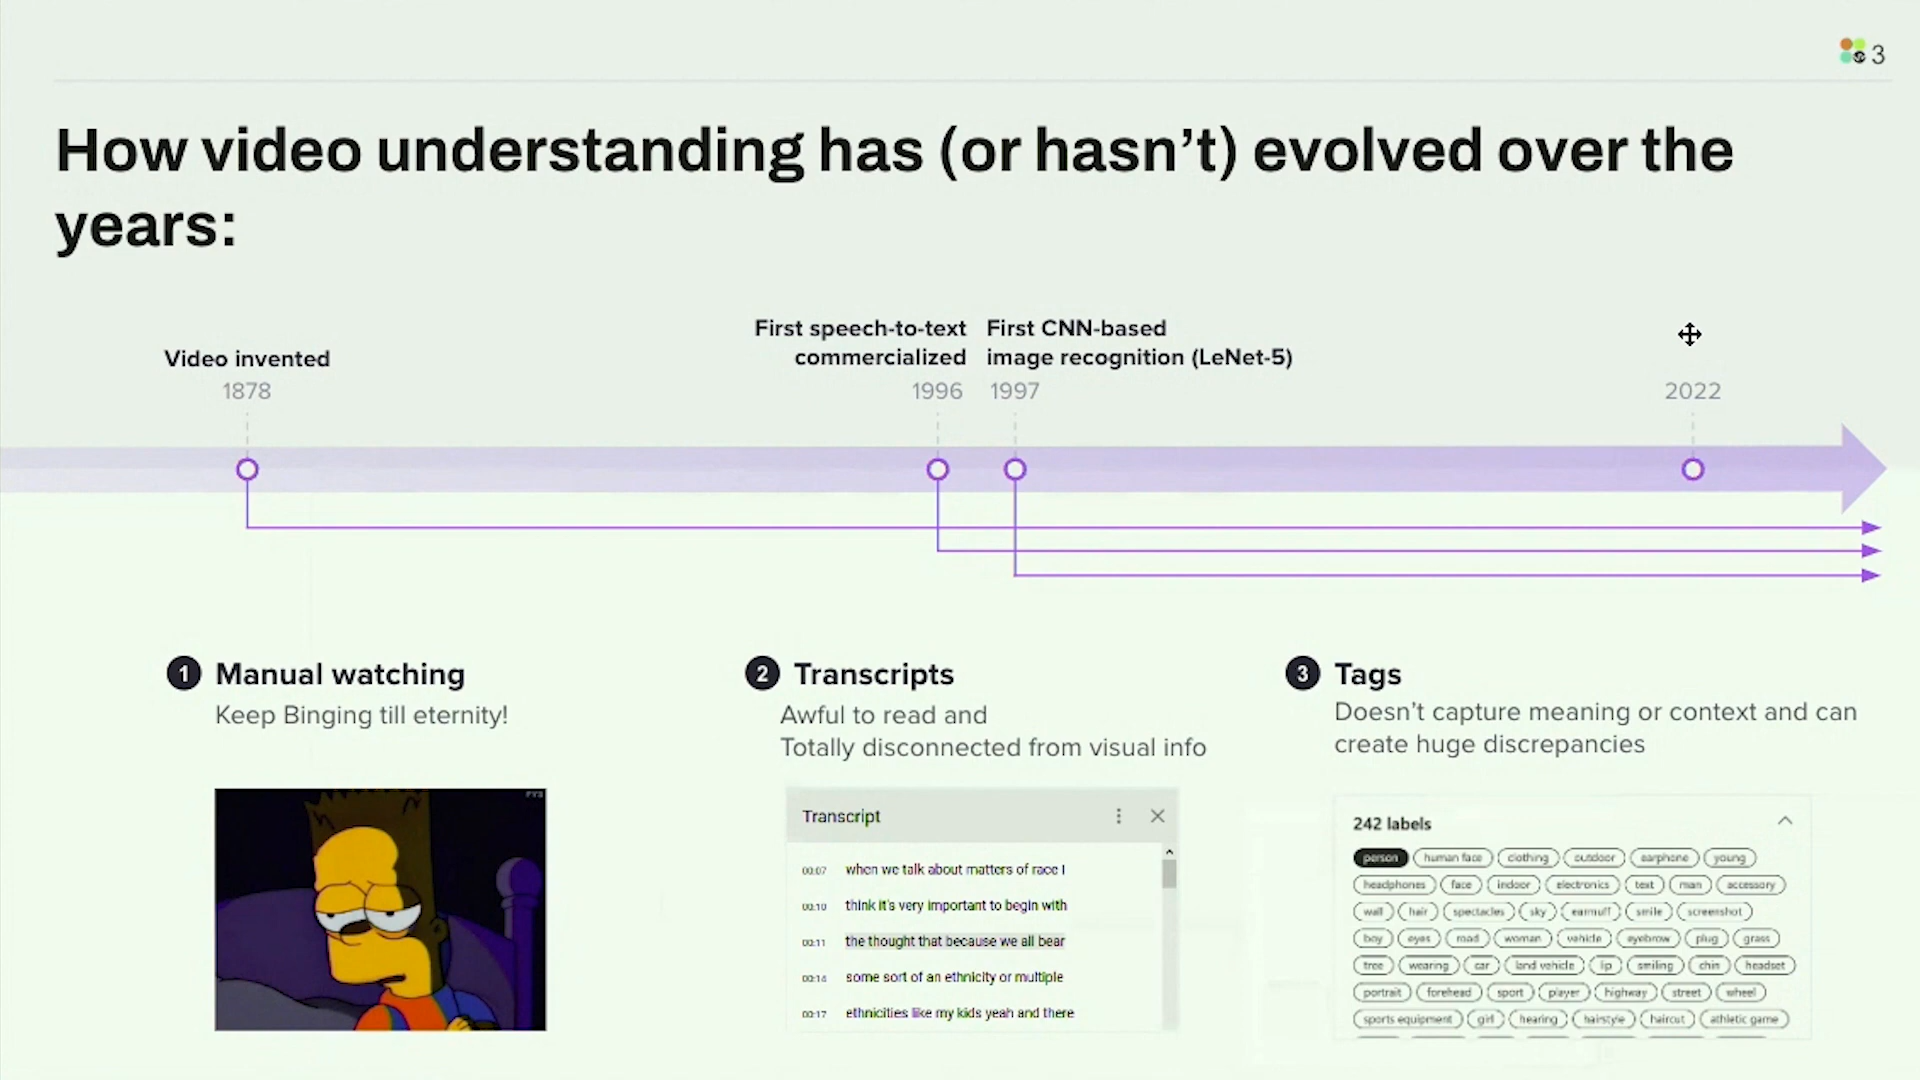 3
How video understanding has (or hasn't) evolved over the
years:
Video invented
1878
First speech-to-text
commercialized
1996
First CNN-based
image recognition (LeNet-5)
1997
2022
1 Manual watching
Keep Binging till eternity!
2 Transcripts
Awful to read and
Totally disconnected from visual info
Transcript
00:07 when we talk about matters of race I
00:10 think it's very important to begin with
00:11 the thought that because we all bear
00:14 some sort of an ethnicity or multiple
00:17 ethnicities like my kids yeah and there
3 Tags
Doesn't capture meaning or context and can
create huge discrepancies
242 labels
person human face clothing outdoor earphone young
headphones face indoor electronics text man accessory
wall hair spectacles sky earmuff smile screenshot
boy eyes road woman vehicle eyebrow plug grass
tree wearing car land vehicle lip smiling chin headset
portrait forehead sport player highway street wheel
sports equipment girl hearing hairstyle haircut athletic game